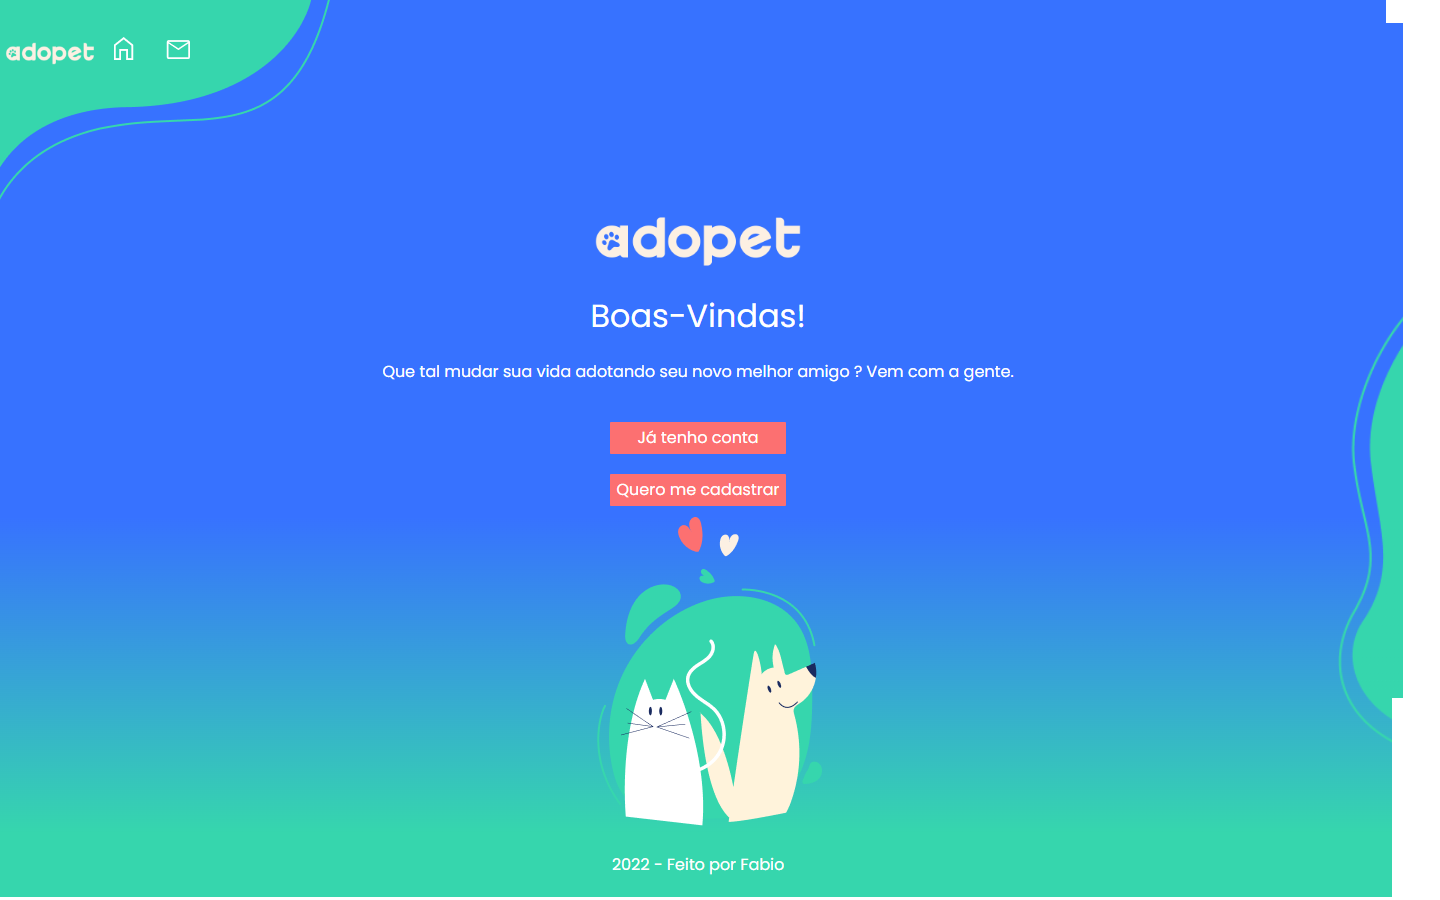 adopet
adopet
Boas-Vindas!
Que tal mudar sua vida adotando seu novo melhor amigo ? Vem com a gente.
Já tenho conta
Quero me cadastrar
2022 - Feito por Fabio